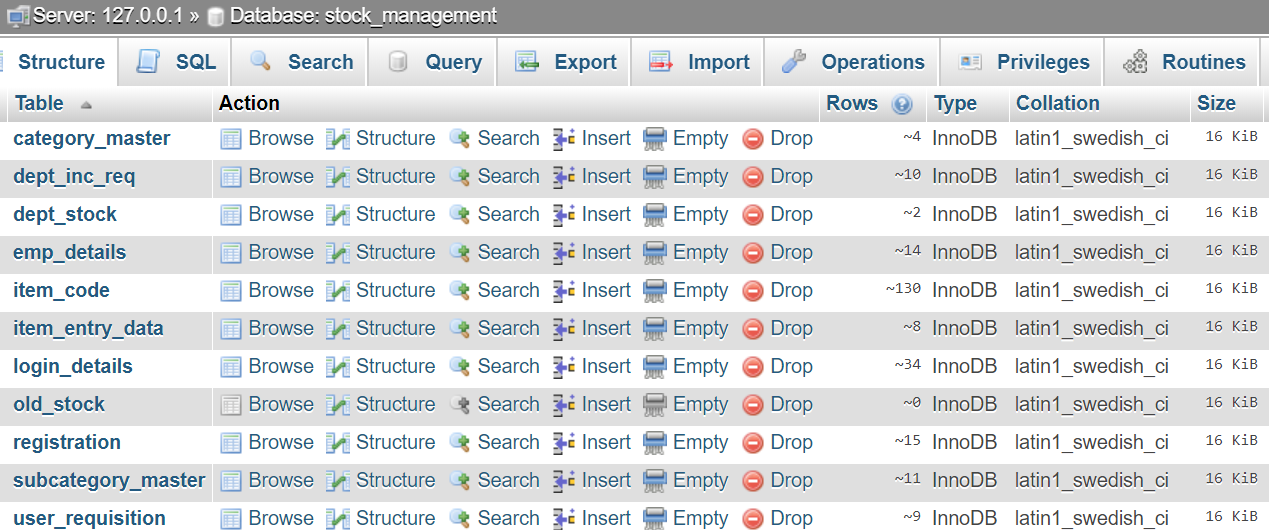 Server: 127.0.0.1 » Database: stock_management
Structure SQL Search Query Export Import Operations Privileges Routines
Table Action Rows Type Collation Size
category_master Browse Structure Search Insert Empty Drop ~4 InnoDB latin1_swedish_ci 16 KiB
dept_inc_req Browse Structure Search Insert Empty Drop ~10 InnoDB latin1_swedish_ci 16 KiB
dept_stock Browse Structure Search Insert Empty Drop ~2 InnoDB latin1_swedish_ci 16 KiB
emp_details Browse Structure Search Insert Empty Drop ~14 InnoDB latin1_swedish_ci 16 KiB
item_code Browse Structure Search Insert Empty Drop ~130 InnoDB latin1_swedish_ci 16 KiB
item_entry_data Browse Structure Search Insert Empty Drop ~8 InnoDB latin1_swedish_ci 16 KiB
login_details Browse Structure Search Insert Empty Drop ~34 InnoDB latin1_swedish_ci 16 KiB
old_stock Browse Structure Search Insert Empty Drop ~0 InnoDB latin1_swedish_ci 16 KiB
registration Browse Structure Search Insert Empty Drop ~15 InnoDB latin1_swedish_ci 16 KiB
subcategory_master Browse Structure Search Insert Empty Drop ~11 InnoDB latin1_swedish_ci 16 KiB
user_requisition Browse Structure Search Insert Empty Drop ~9 InnoDB latin1_swedish_ci 16 KiB